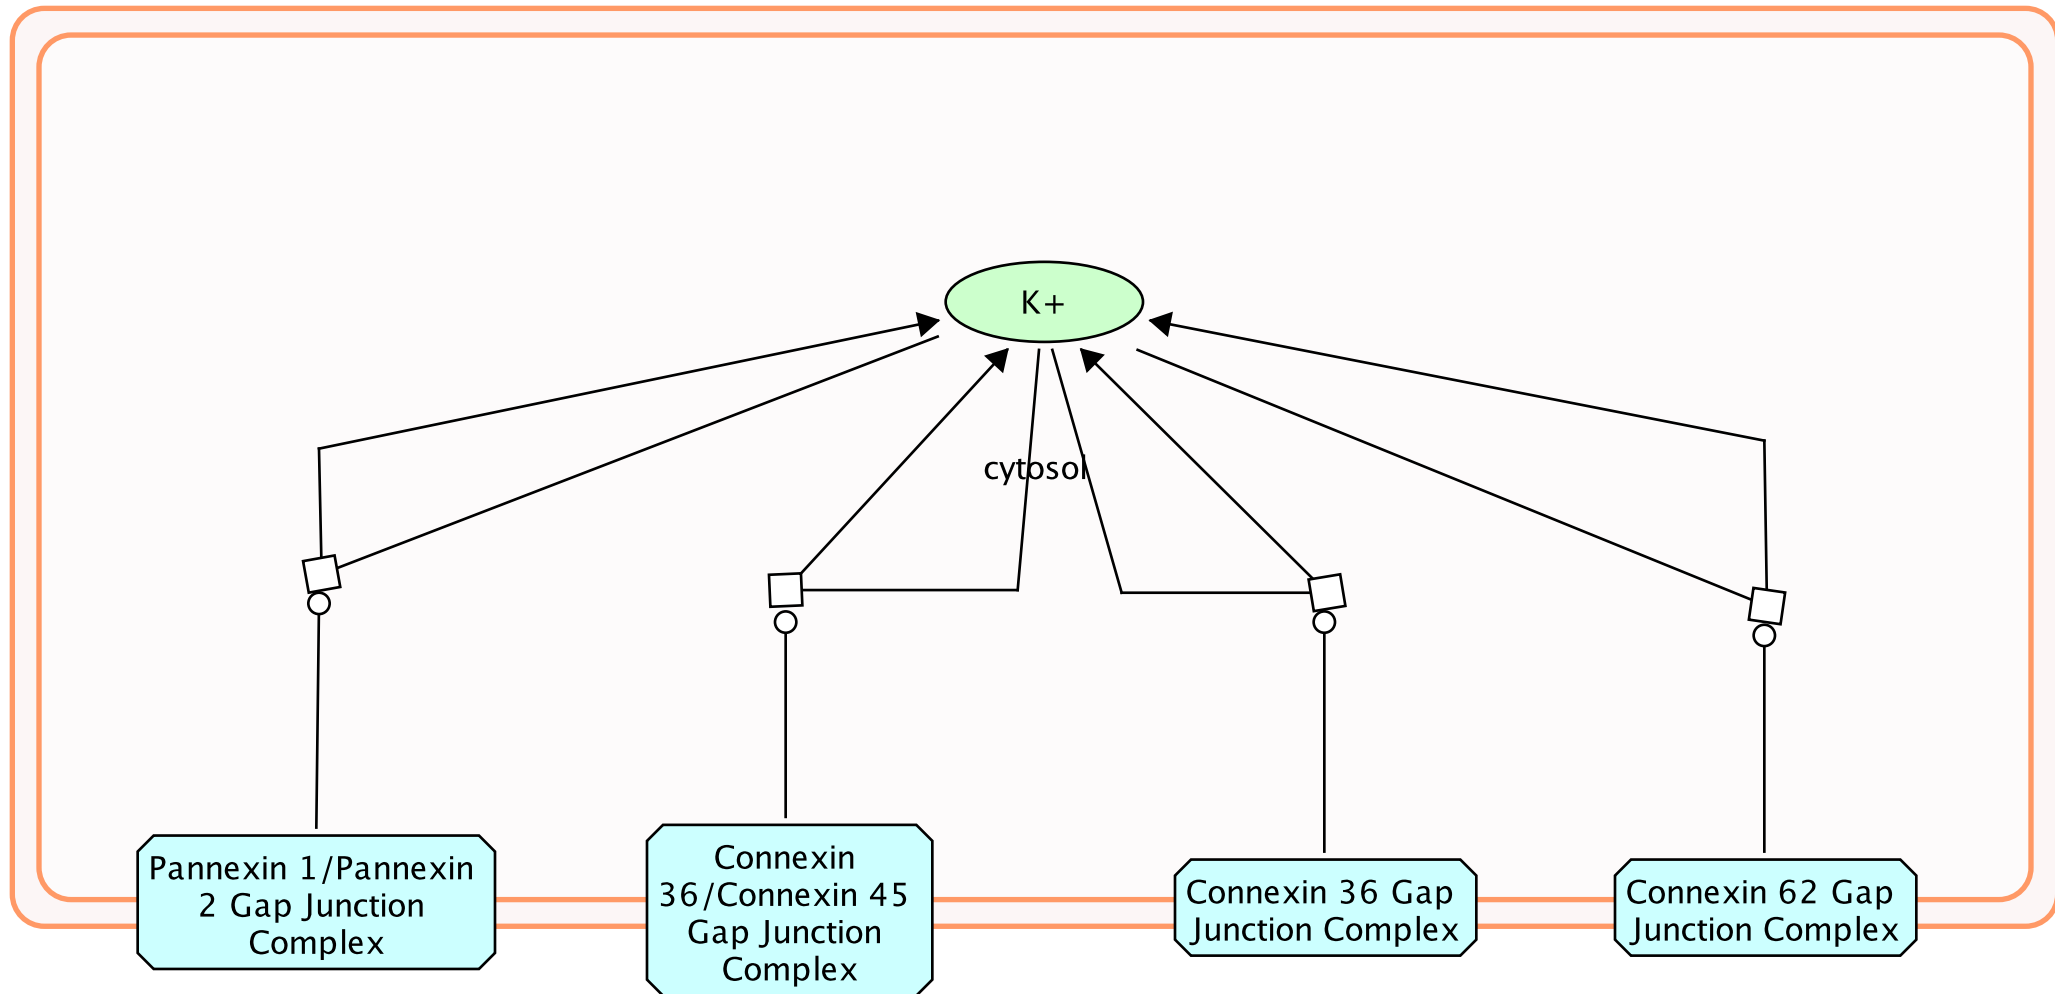 K+
cytosol
Pannexin 1/Pannexin
2 Gap Junction
Complex
Connexin
36/Connexin 45
Gap Junction
Complex
Connexin 36 Gap
Junction Complex
Connexin 62 Gap
Junction Complex